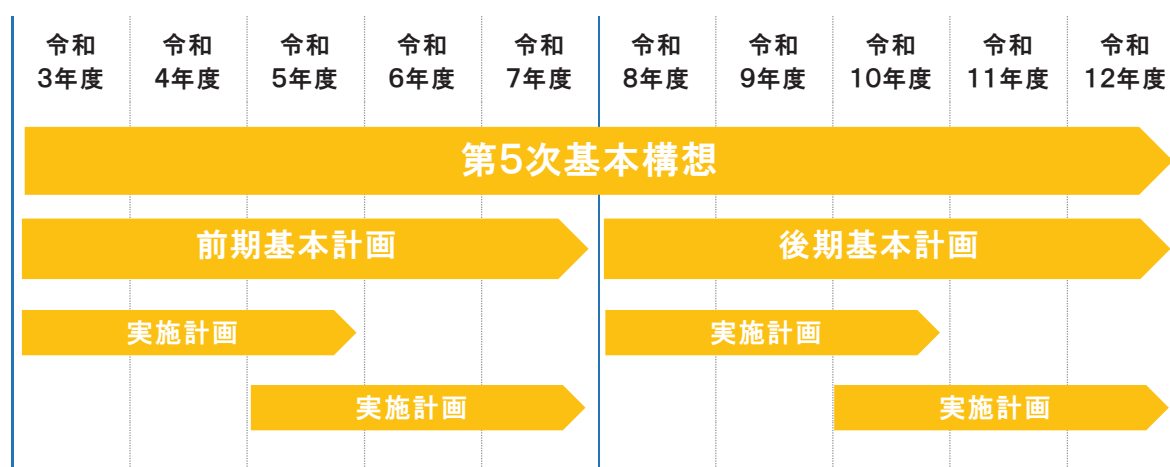 令和
3年度
令和
4年度
令和
5年度
令和
6年度
令和
7年度
令和
8年度
令和
9年度
令和
10年度
令和
11年度
令和
12年度
第5次基本構想
前期基本計画
後期基本計画
実施計画
実施計画
実施計画
実施計画